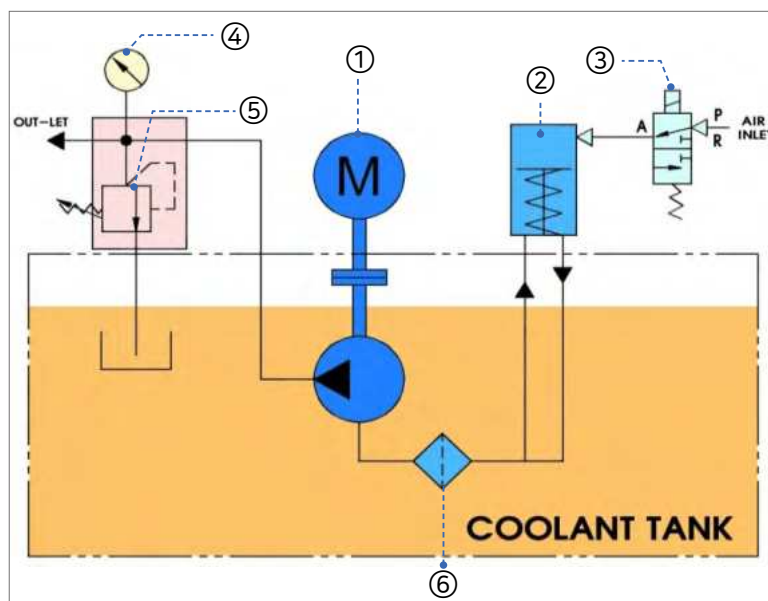 ④
①
③
②
⑤
OUT-LET
A
P
R
AIR
INLET
M
COOLANT TANK
⑥